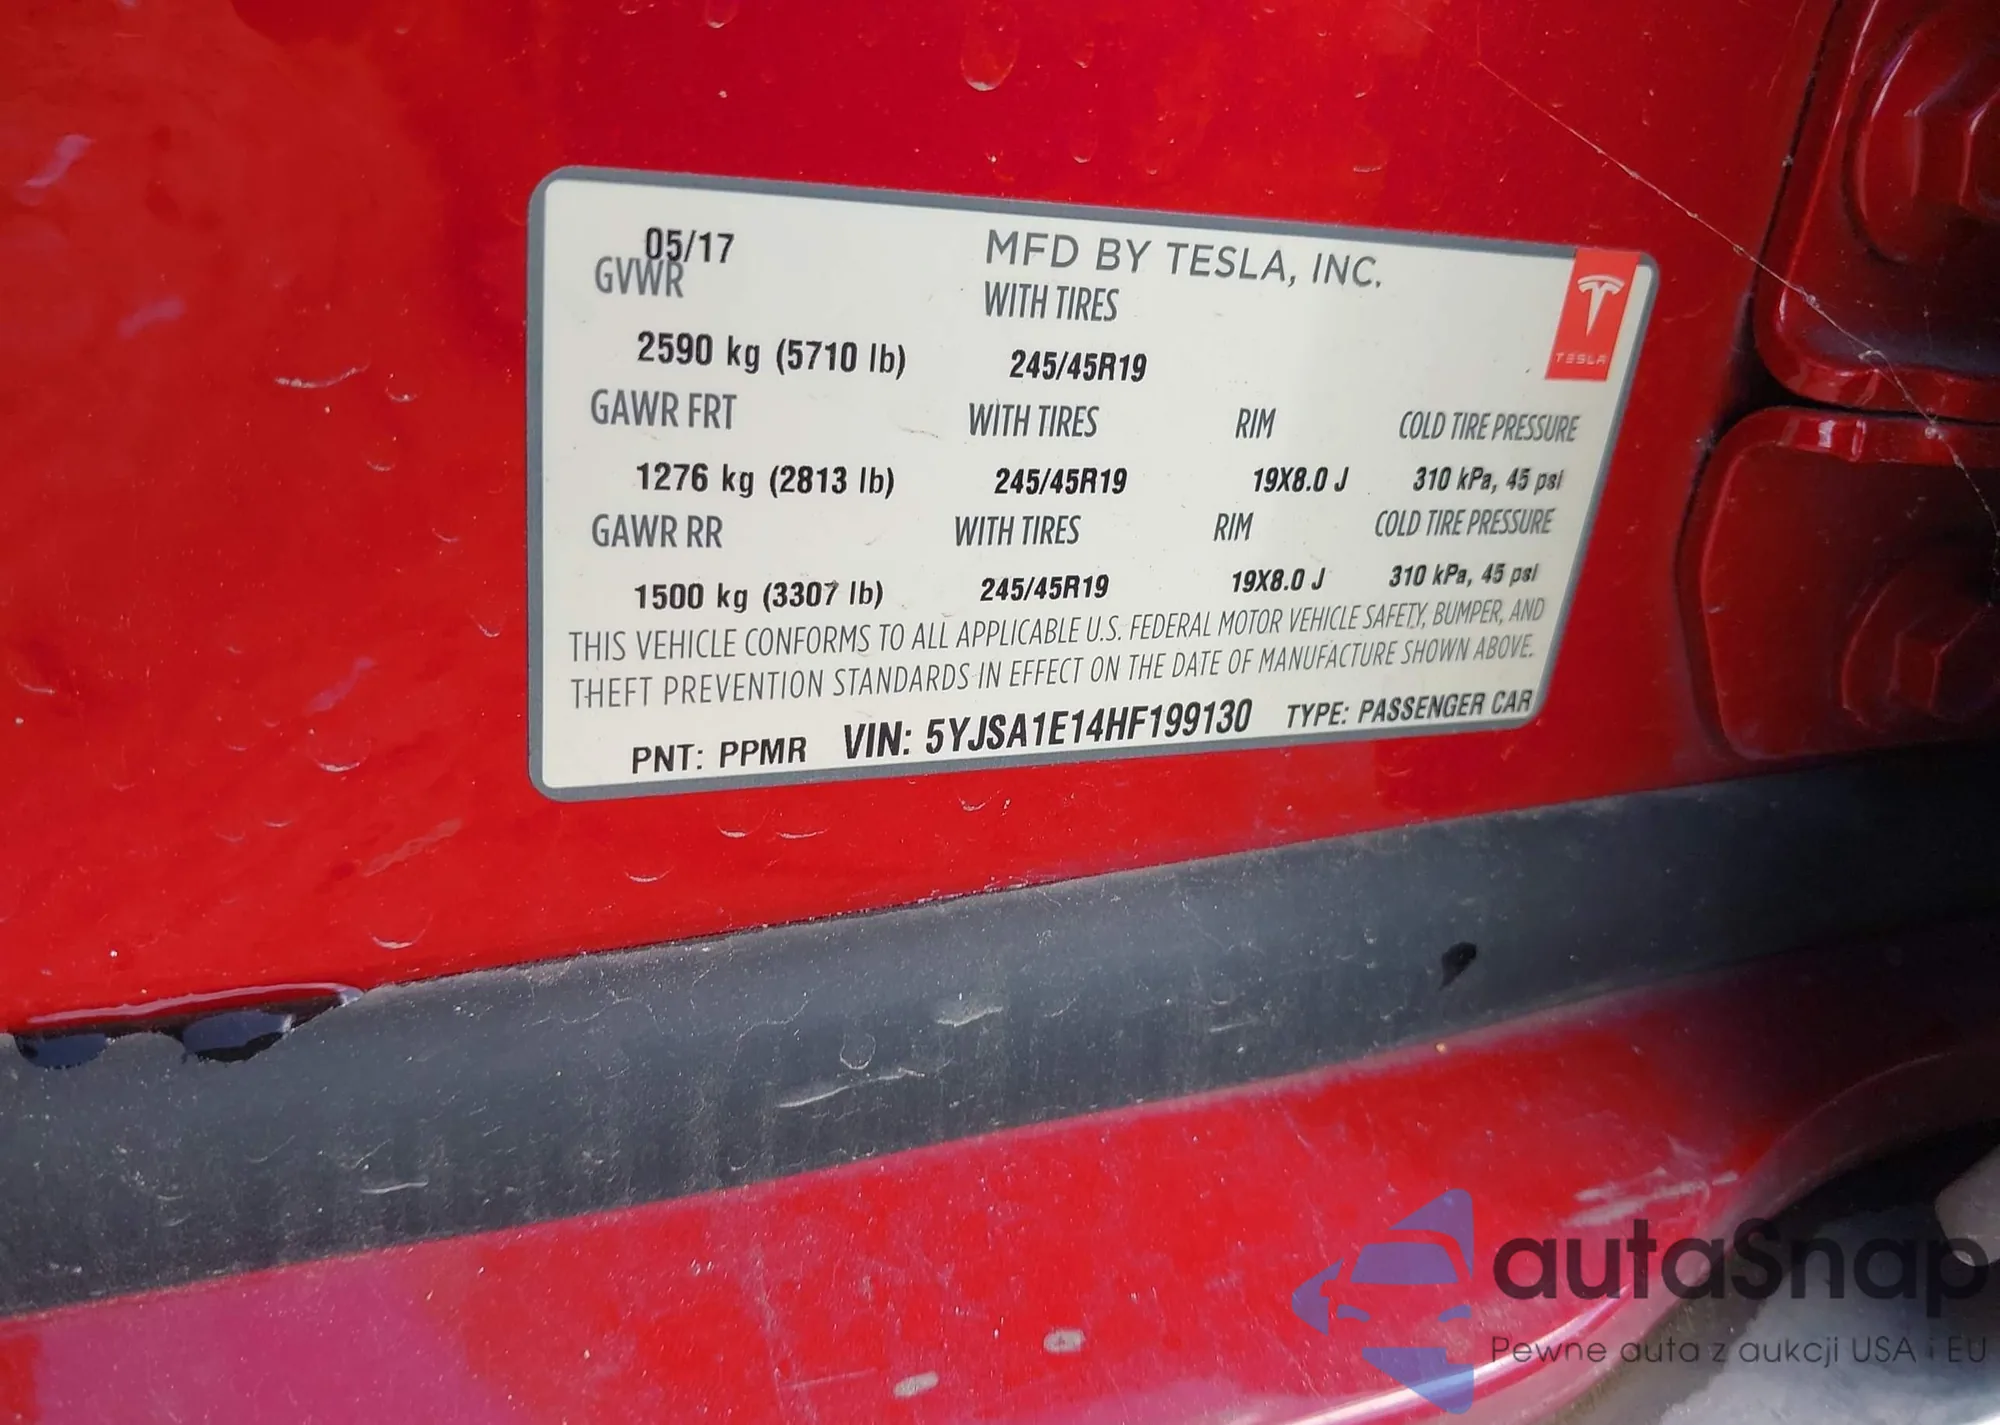 05/17 MFD BY TESLA, INC.
GVWR WITH TIRES
2590 kg (5710 lb) 245/45R19
TESLA
GAWR FRT WITH TIRES RIM COLD TIRE PRESSURE
1276 kg (2813 lb) 245/45R19 19X8.0 J 310 kPa, 45 psi
GAWR RR WITH TIRES RIM COLD TIRE PRESSURE
1500 kg (3307 lb) 245/45R19 19X8.0 J 310 kPa, 45 psi
THIS VEHICLE CONFORMS TO ALL APPLICABLE U.S. FEDERAL MOTOR VEHICLE SAFETY, BUMPER, AND
THEFT PREVENTION STANDARDS IN EFFECT ON THE DATE OF MANUFACTURE SHOWN ABOVE.
PNT: PPMR VIN: 5YJSA1E14HF199130 TYPE: PASSENGER CAR
autaSnap
Pewne auta z aukcji USA i EU